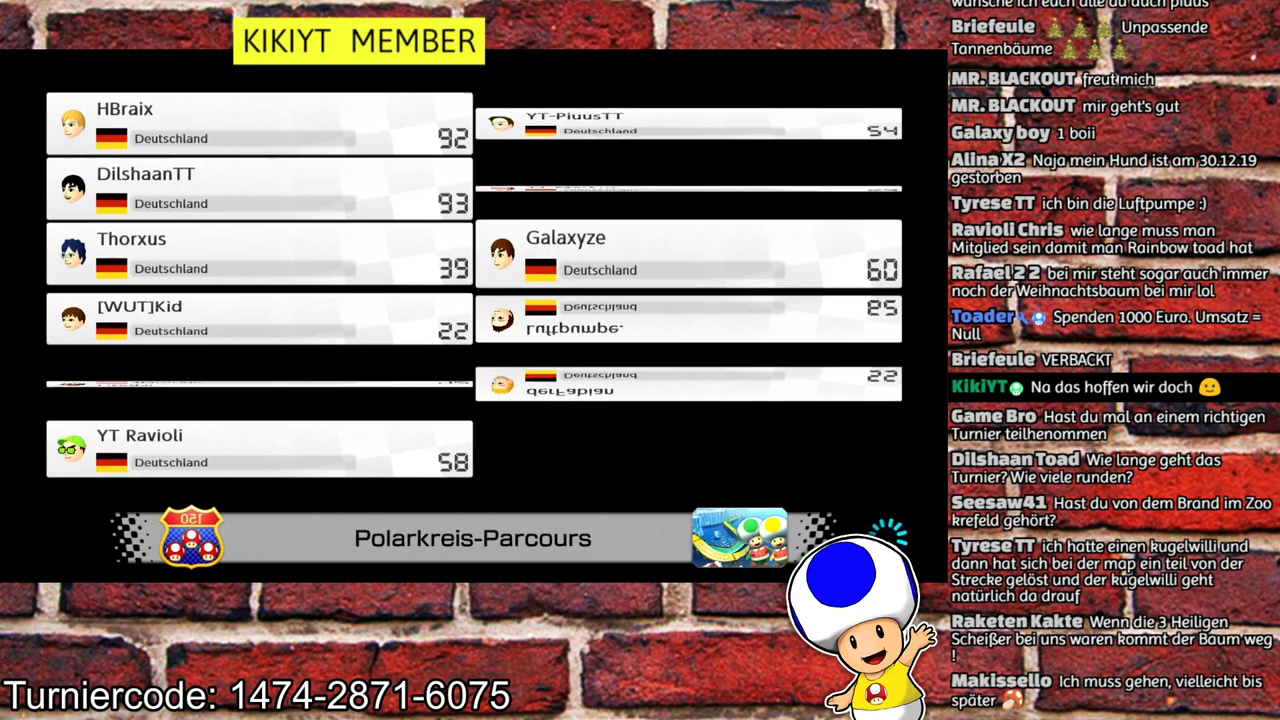 KIKIYT MEMBER
HBraix
Deutschland
92
DilshaanTT
Deutschland
93
Thorxus
Deutschland
39
[WUT]Kid
Deutschland
22
YT Ravioli
Deutschland
58
YT-PiuusTT
Deutschland
54
Galaxyze
Deutschland
60
Deutschland
Luftpumpe.
Deutschland
22
derFabian
150
Polarkreis-Parcours
Turniercode: 1474-2871-6075
wünsche ich euch alle du auch piuus
Briefeule Unpassende
Tannenbäume
MR. BLACKOUT freut mich
MR. BLACKOUT mir geht's gut
Galaxy boy 1 boii
Alina X2 Naja mein Hund ist am 30.12.19
gestorben
Tyrese TT ich bin die Luftpumpe :)
Ravioli Chris wie lange muss man
Mitglied sein damit man Rainbow toad hat
Rafael 2 2 bei mir steht sogar auch immer
noch der Weihnachtsbaum bei mir lol
Toader Spenden 1000 Euro. Umsatz =
Null
Briefeule VERBACKT
KikiYT Na das hoffen wir doch
Game Bro Hast du mal an einem richtigen
Turnier teilhenommen
Dilshaan Toad Wie lange geht das
Turnier? Wie viele runden?
Seesaw41 Hast du von dem Brand im Zoo
krefeld gehört?
Tyrese TT ich hatte einen kugelwilli und
dann hat sich bei der map ein teil von der
Strecke gelöst und der kugelwilli geht
natürlich da drauf
Raketen Kakte Wenn die 3 Heiligen
Scheißer bei uns waren kommt der Baum weg
!
Makissello Ich muss gehen, vielleicht bis
später